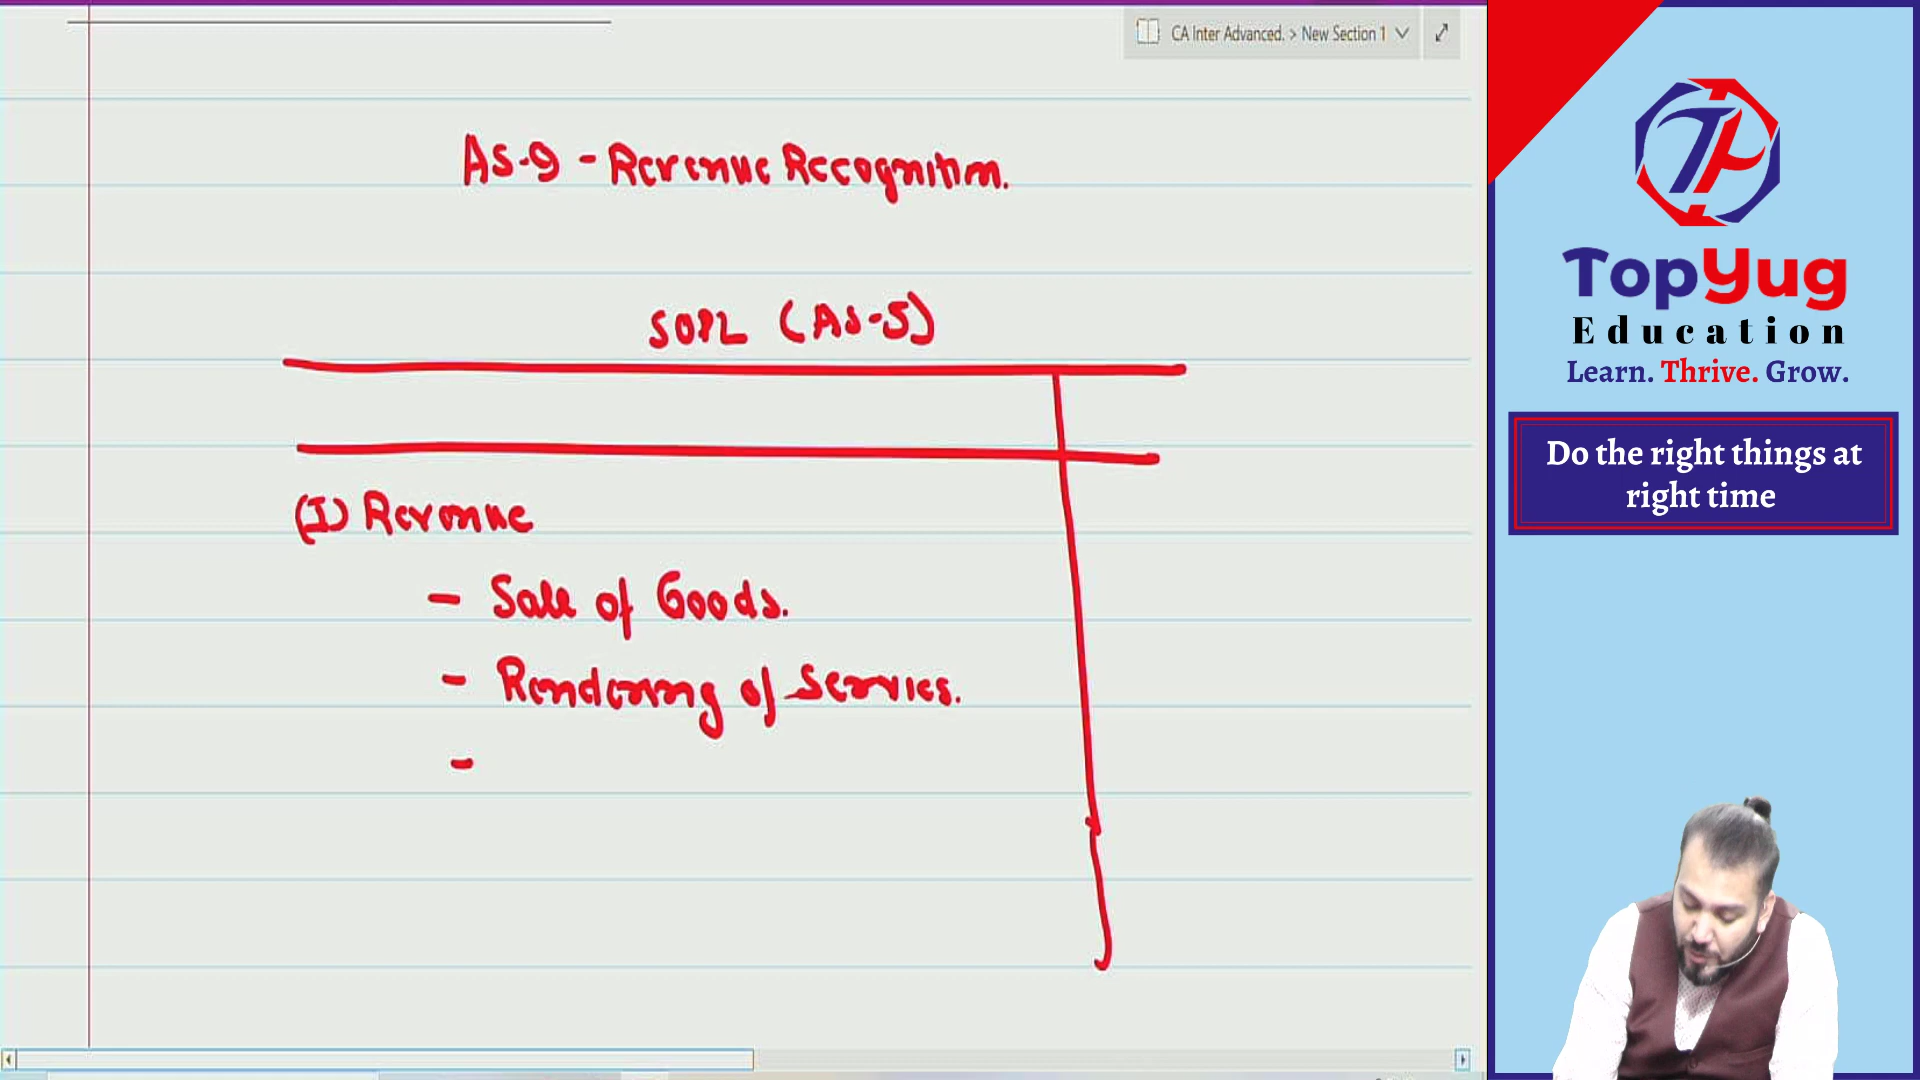 CA Inter Advanced. > New Section 1
AS-9 - Revenue Recognition.
SOPL (AS-5)
(I) Revenue
- Sale of Goods.
- Rendering of Services.
-
TopYug
Education
Learn. Thrive. Grow.
Do the right things at
right time